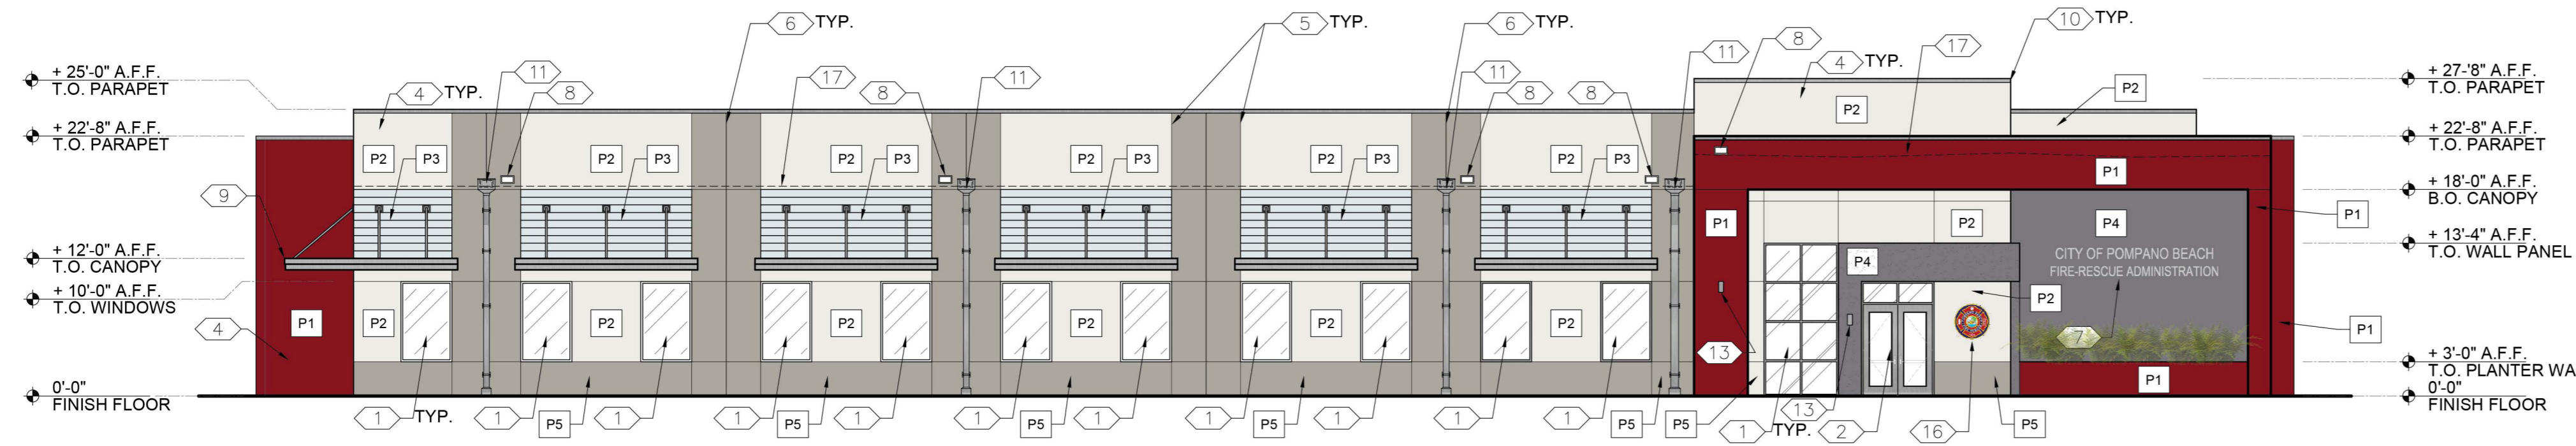 6 TYP.
5 TYP.
6 TYP.
10 TYP.
8
17
+ 25'-0" A.F.F.
T.O. PARAPET
11
17
11
11
11
4 TYP.
+ 27'-8" A.F.F.
T.O. PARAPET
4 TYP.
8
8
8
8
P2
P2
+ 22'-8" A.F.F.
T.O. PARAPET
+ 22'-8" A.F.F.
T.O. PARAPET
P2 P3 P2 P3 P2 P3 P2 P3 P2 P3 P2 P3
P1
+ 18'-0" A.F.F.
B.O. CANOPY
9
P1 P2 P4
P1
+ 12'-0" A.F.F.
T.O. CANOPY
+ 13'-4" A.F.F.
T.O. WALL PANEL
CITY OF POMPANO BEACH
FIRE-RESCUE ADMINISTRATION
P4
+ 10'-0" A.F.F.
T.O. WINDOWS
P2
4
P1 P2 P2 P2 P2 P2 P2
P1
7
13
+ 3'-0" A.F.F.
T.O. PLANTER WA
P1
0'-0"
FINISH FLOOR
0'-0"
FINISH FLOOR
1 TYP. 1 P5 1 1 P5 1 1 P5 1 1 P5 1 1 1 P5 P5 1 TYP. 13 2 16 P5